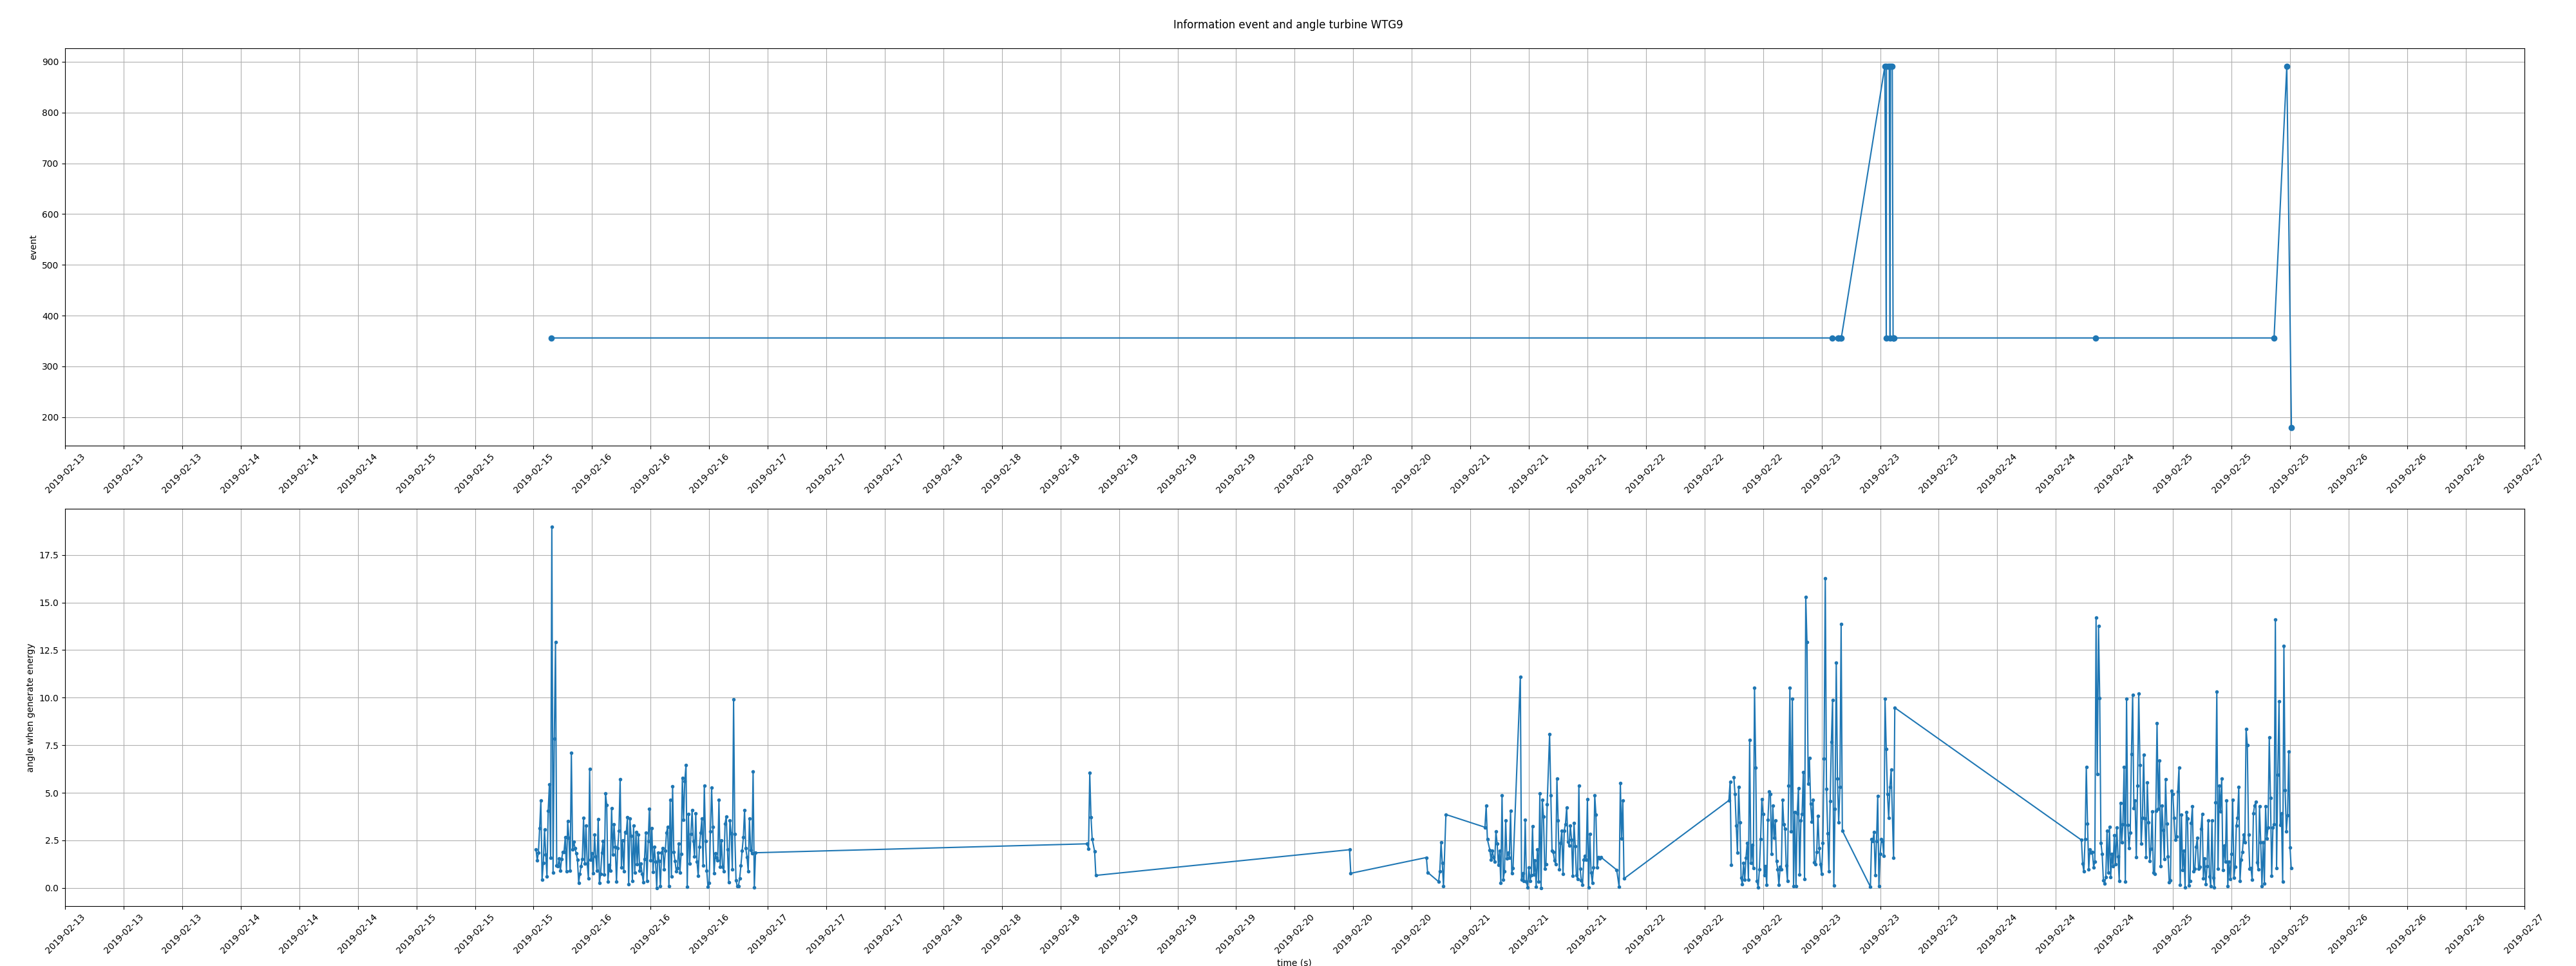 Information event and angle turbine WTG9
900
800
700
600
500
400
300
200
event
2019-02-13 2019-02-13 2019-02-13 2019-02-14 2019-02-14 2019-02-14 2019-02-15 2019-02-15 2019-02-15 2019-02-16 2019-02-16 2019-02-16 2019-02-17 2019-02-17 2019-02-17 2019-02-18 2019-02-18 2019-02-18 2019-02-19 2019-02-19 2019-02-19 2019-02-20 2019-02-20 2019-02-20 2019-02-21 2019-02-21 2019-02-21 2019-02-22 2019-02-22 2019-02-22 2019-02-23 2019-02-23 2019-02-23 2019-02-24 2019-02-24 2019-02-24 2019-02-25 2019-02-25 2019-02-25 2019-02-26 2019-02-26 2019-02-26 2019-02-27
17.5
15.0
12.5
10.0
7.5
5.0
2.5
0.0
angle when generate energy
2019-02-13 2019-02-13 2019-02-13 2019-02-14 2019-02-14 2019-02-14 2019-02-15 2019-02-15 2019-02-15 2019-02-16 2019-02-16 2019-02-16 2019-02-17 2019-02-17 2019-02-17 2019-02-18 2019-02-18 2019-02-18 2019-02-19 2019-02-19 2019-02-19 2019-02-20 2019-02-20 2019-02-20 2019-02-21 2019-02-21 2019-02-21 2019-02-22 2019-02-22 2019-02-22 2019-02-23 2019-02-23 2019-02-23 2019-02-24 2019-02-24 2019-02-24 2019-02-25 2019-02-25 2019-02-25 2019-02-26 2019-02-26 2019-02-26 2019-02-27
time (s)